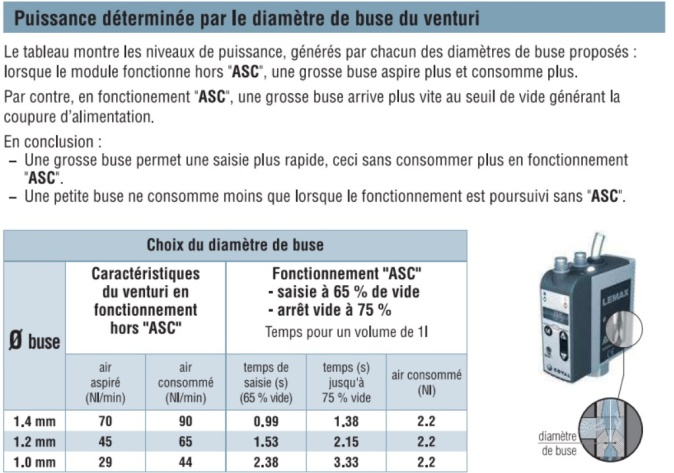 Puissance déterminée par le diamètre de buse du venturi
Le tableau montre les niveaux de puissance, générés par chacun des diamètres de buse proposés :
lorsque le module fonctionne hors "ASC", une grosse buse aspire plus et consomme plus.
Par contre, en fonctionement "ASC", une grosse buse arrive plus vite au seuil de vide générant la
coupure d'alimentation.
En conclusion :
– Une grosse buse permet une saisie plus rapide, ceci sans consommer plus en fonctionnement
"ASC".
– Une petite buse ne consomme moins que lorsque le fonctionnement est poursuivi sans "ASC".
Choix du diamètre de buse
Ø buse
Caractéristiques
du venturi en
fonctionnement
hors "ASC"
Fonctionnement "ASC"
- saisie à 65 % de vide
- arrêt vide à 75 %
Temps pour un volume de 1l
air
aspiré
(Nl/min)
air
consommé
(Nl/min)
temps de
saisie (s)
(65 % vide)
temps (s)
jusqu'à
75 % vide
air consommé
(Nl)
1.4 mm 70 90 0.99 1.38 2.2
1.2 mm 45 65 1.53 2.15 2.2
1.0 mm 29 44 2.38 3.33 2.2
LEMAX
COVAL
diamètre
de buse